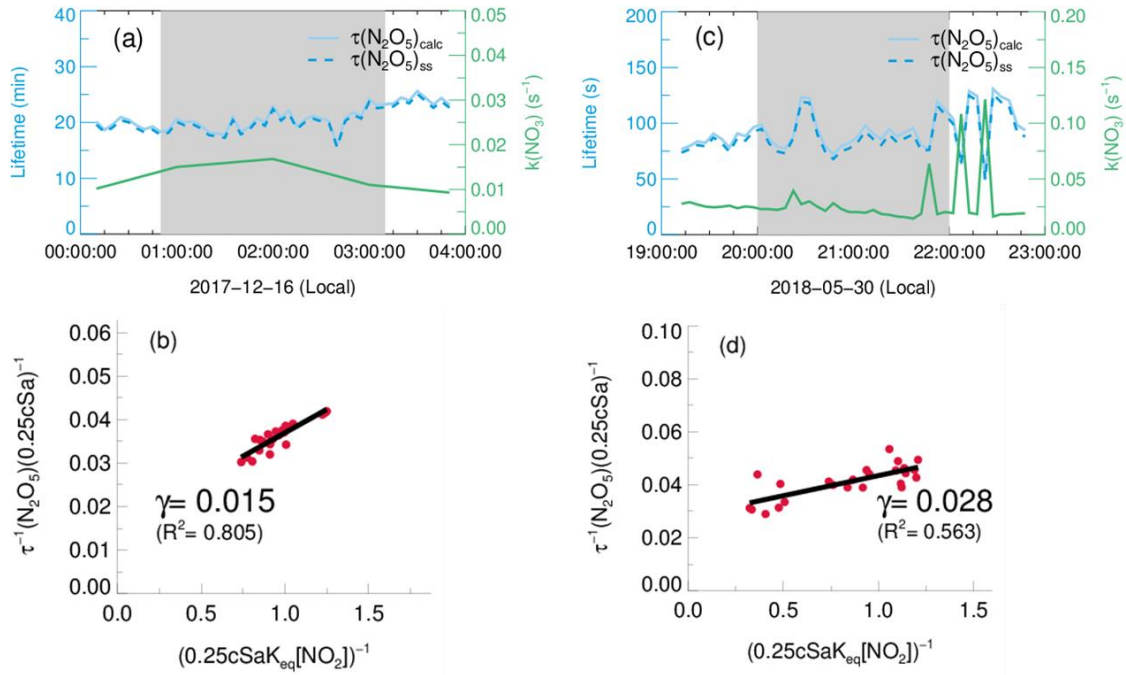 (a)
τ(N₂O₅)calc
τ(N₂O₅)ss
Lifetime (min)
40
30
20
10
0
k(NO₃) (s⁻¹)
0.05
0.04
0.03
0.02
0.01
0.00
00:00:00 01:00:00 02:00:00 03:00:00 04:00:00
2017−12−16 (Local)
(c)
τ(N₂O₅)calc
τ(N₂O₅)ss
Lifetime (s)
200
150
100
50
0
k(NO₃) (s⁻¹)
0.20
0.15
0.10
0.05
0.00
19:00:00 20:00:00 21:00:00 22:00:00 23:00:00
2018−05−30 (Local)
(b)
τ⁻¹(N₂O₅)(0.25cSa)⁻¹
0.06
0.05
0.04
0.03
0.02
0.01
0.00
γ= 0.015
(R²= 0.805)
0.0 0.5 1.0 1.5
(0.25cSaKeq[NO₂])⁻¹
(d)
τ⁻¹(N₂O₅)(0.25cSa)⁻¹
0.10
0.08
0.06
0.04
0.02
0.00
γ= 0.028
(R²= 0.563)
0.0 0.5 1.0 1.5
(0.25cSaKeq[NO₂])⁻¹